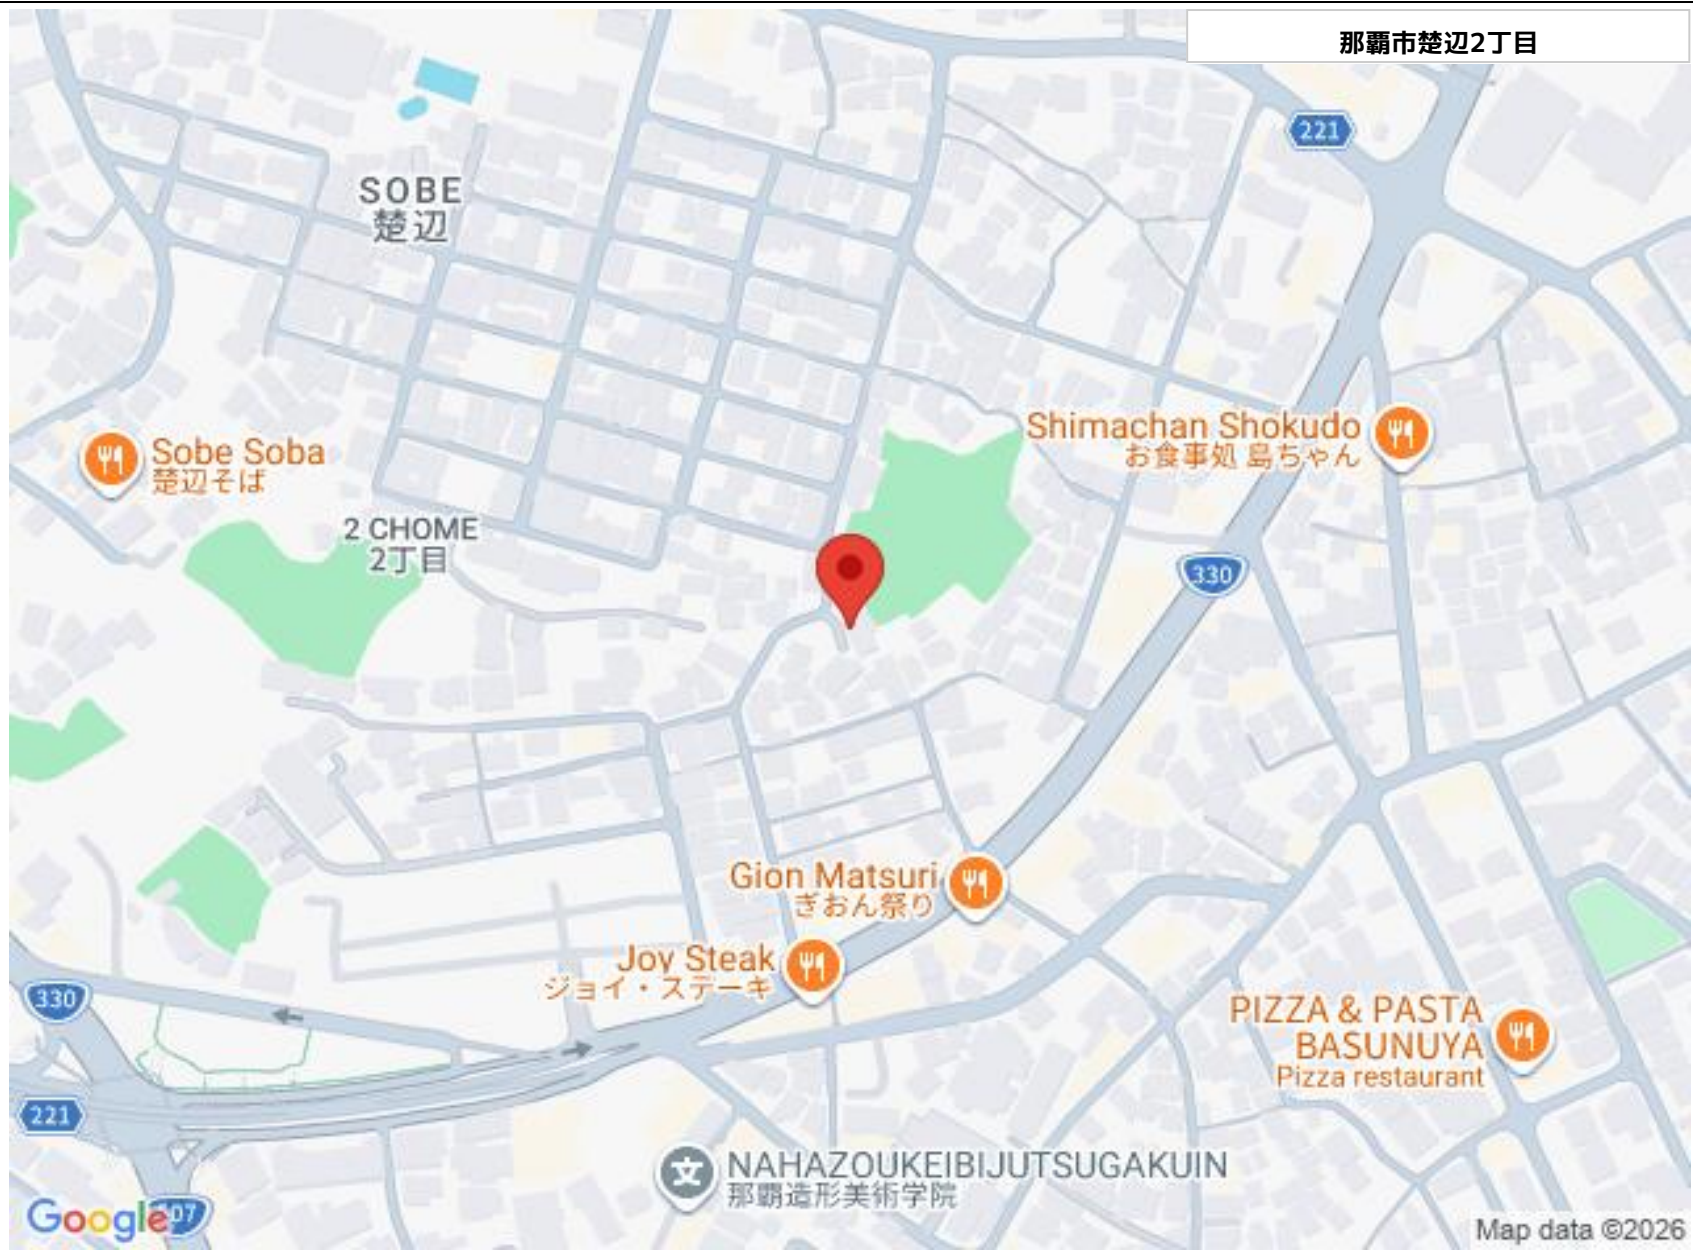 那覇市楚辺2丁目
221
SOBE
楚辺
Shimachan Shokudo
お食事処 島ちゃん
Sobe Soba
楚辺そば
2 CHOME
2丁目
330
Gion Matsuri
ぎおん祭り
Joy Steak
ジョイ・ステーキ
330
PIZZA & PASTA
BASUNUYA
Pizza restaurant
221
NAHAZOUKEIBIJUTSUGAKUIN
那覇造形美術学院
Google
Map data ©2026